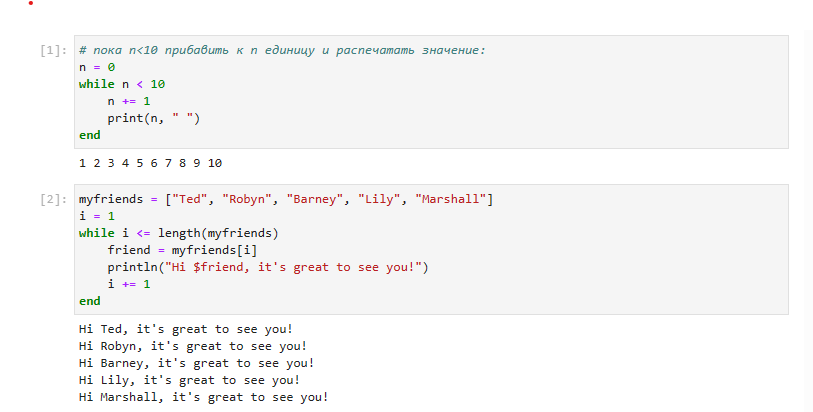 [1]: # пока n<10 прибавить к n единицу и распечатать значение:
n = 0
while n < 10
    n += 1
    print(n, " ")
end
1 2 3 4 5 6 7 8 9 10
[2]: myfriends = ["Ted", "Robyn", "Barney", "Lily", "Marshall"]
i = 1
while i <= length(myfriends)
    friend = myfriends[i]
    println("Hi $friend, it's great to see you!")
    i += 1
end
Hi Ted, it's great to see you!
Hi Robyn, it's great to see you!
Hi Barney, it's great to see you!
Hi Lily, it's great to see you!
Hi Marshall, it's great to see you!